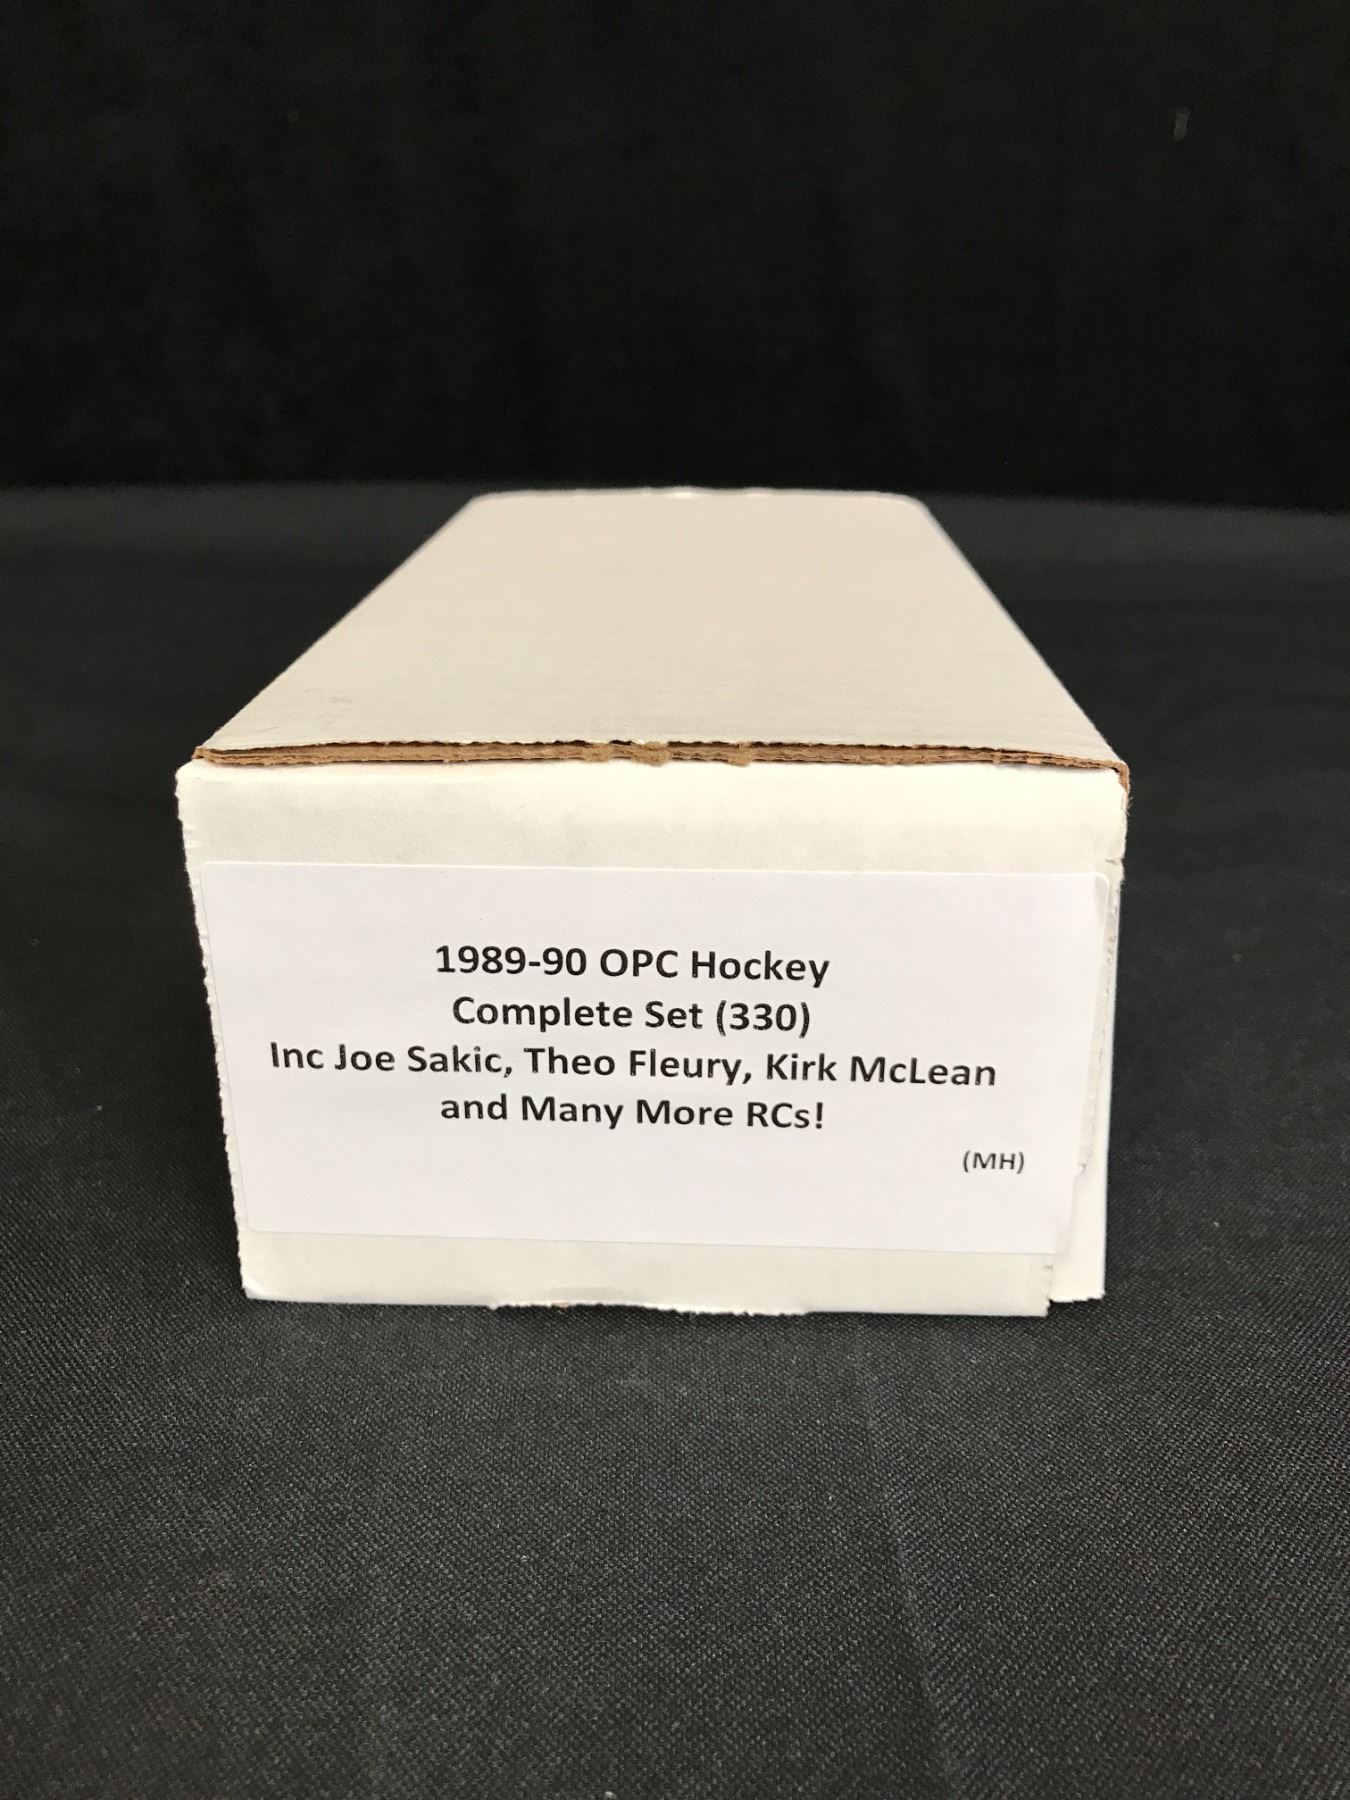 1989-90 OPC Hockey
Complete Set (330)
Inc Joe Sakic, Theo Fleury, Kirk McLean
and Many More RCs!
(MH)